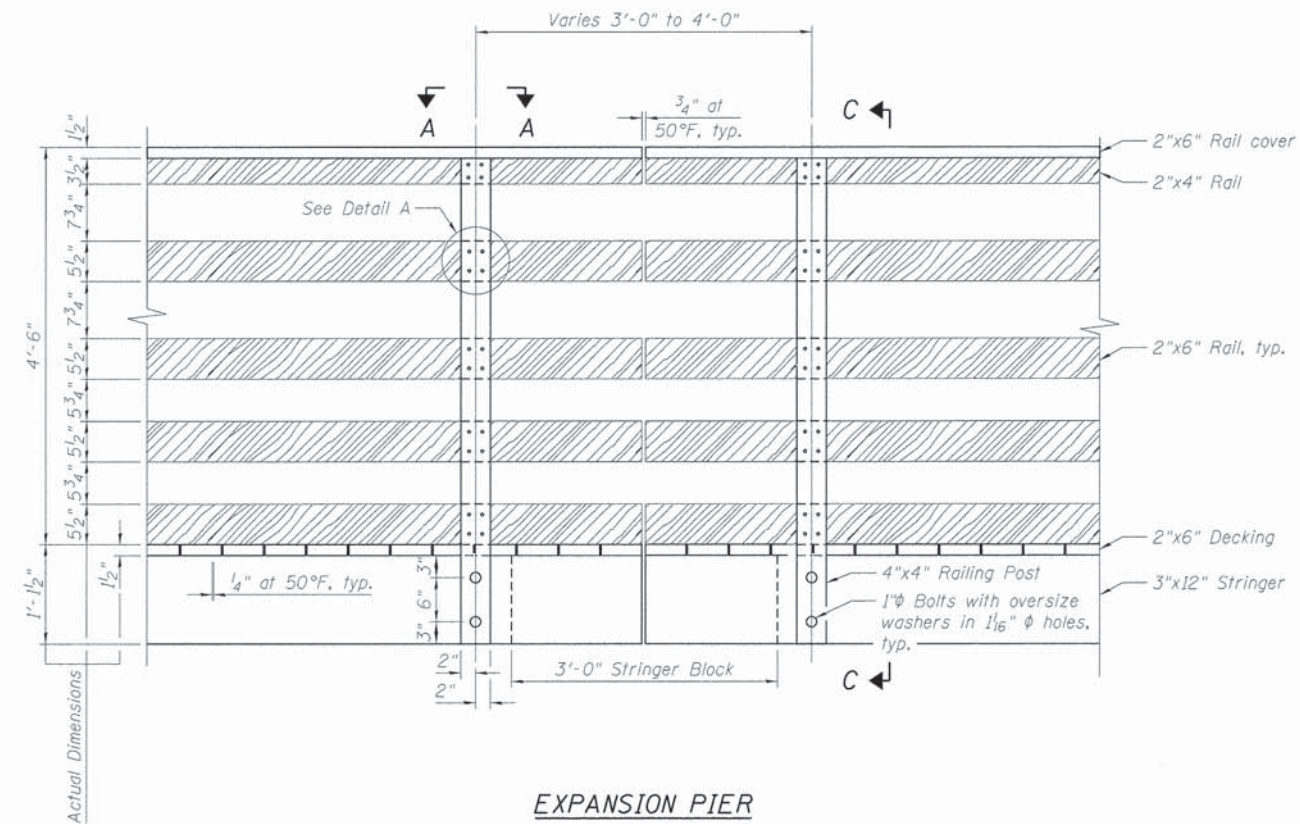 Varies 3'-0" to 4'-0"
A
A
3/4" at
50°F, typ.
C
1 1/2"
3 1/2"
7 3/4"
5 1/2"
7 3/4"
5 1/2"
5 3/4"
5 1/2"
5 3/4"
5 1/2"
4'-6"
1'-1 1/2"
1 1/2"
Actual Dimensions
See Detail A
2"x6" Rail cover
2"x4" Rail
2"x6" Rail, typ.
2"x6" Decking
3"x12" Stringer
1/4" at 50°F, typ.
3"
6"
3"
4"x4" Railing Post
1"ϕ Bolts with oversize
washers in 1 1/16" ϕ holes,
typ.
2"
2"
3'-0" Stringer Block
C
EXPANSION PIER